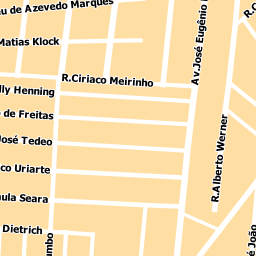 u de Azevedo Marques
Matias Klock
R.C
R.Ciriaco Meirinho
Av.José Eugênio
lly Henning
o de Freitas
José Tedeo
R.Alberto Werner
co Uriarte
ula Seara
Dietrich
umbo
é João